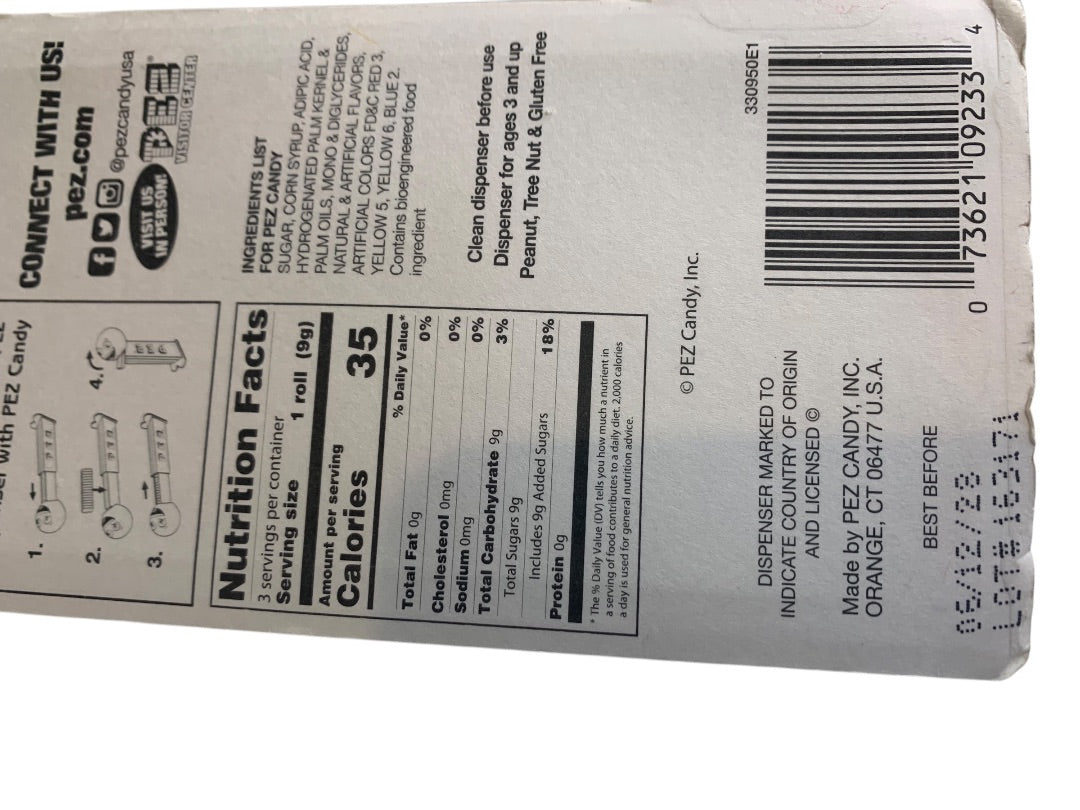 with PEZ Candy
1.
2.
3.
4.
CONNECT WITH US!
pez.com
@pezcandyusa
VISIT US
IN PERSON!
PEZ
VISITOR CENTER
Nutrition Facts
3 servings per container
Serving size 1 roll (9g)
Amount per serving
Calories 35
% Daily Value*
Total Fat 0g 0%
Cholesterol 0mg 0%
Sodium 0mg 0%
Total Carbohydrate 9g 3%
Total Sugars 9g
Includes 9g Added Sugars 18%
Protein 0g
* The % Daily Value (DV) tells you how much a nutrient in
a serving of food contributes to a daily diet. 2,000 calories
a day is used for general nutrition advice.
INGREDIENTS LIST
FOR PEZ CANDY
SUGAR, CORN SYRUP, ADIPIC ACID,
HYDROGENATED PALM KERNEL &
PALM OILS, MONO & DIGLYCERIDES,
NATURAL & ARTIFICIAL FLAVORS,
ARTIFICIAL COLORS FD&C RED 3,
YELLOW 5, YELLOW 6, BLUE 2.
Contains bioengineered food
ingredient
Clean dispenser before use
Dispenser for ages 3 and up
Peanut, Tree Nut & Gluten Free
© PEZ Candy, Inc.
DISPENSER MARKED TO
INDICATE COUNTRY OF ORIGIN
AND LICENSED ©
Made by PEZ CANDY, INC.
ORANGE, CT 06477 U.S.A.
BEST BEFORE
06/12/28
LOT#
330950E1
0 73621 09233 4